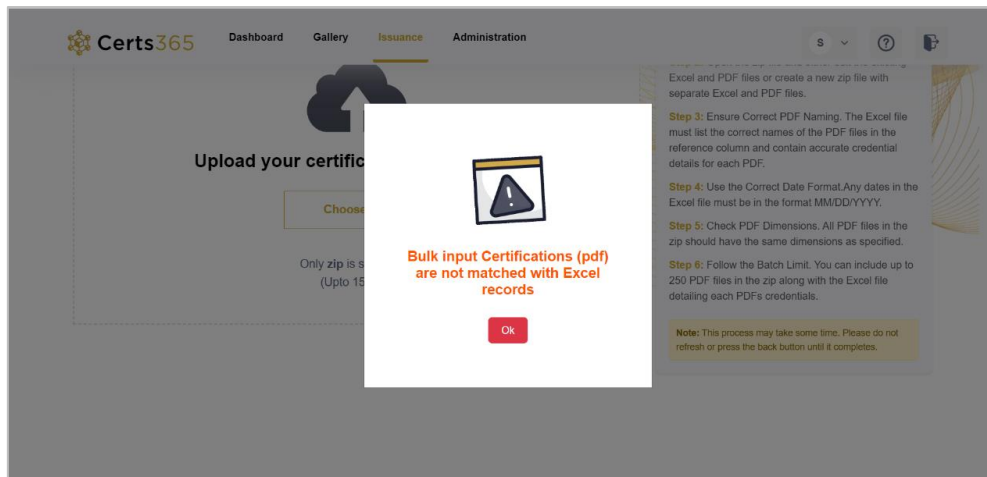 Certs365
Dashboard Gallery Issuance Administration
S
Excel and PDF files or create a new zip file with
separate Excel and PDF files.
Step 3: Ensure Correct PDF Naming. The Excel file
must list the correct names of the PDF files in the
reference column and contain accurate credential
details for each PDF.
Step 4: Use the Correct Date Format.Any dates in the
Excel file must be in the format MM/DD/YYYY.
Step 5: Check PDF Dimensions. All PDF files in the
zip should have the same dimensions as specified.
Step 6: Follow the Batch Limit. You can include up to
250 PDF files in the zip along with the Excel file
detailing each PDFs credentials.
Note: This process may take some time. Please do not
refresh or press the back button until it completes.
Upload your certific
Choose
Only zip is s
(Upto 15
Bulk input Certifications (pdf)
are not matched with Excel
records
Ok